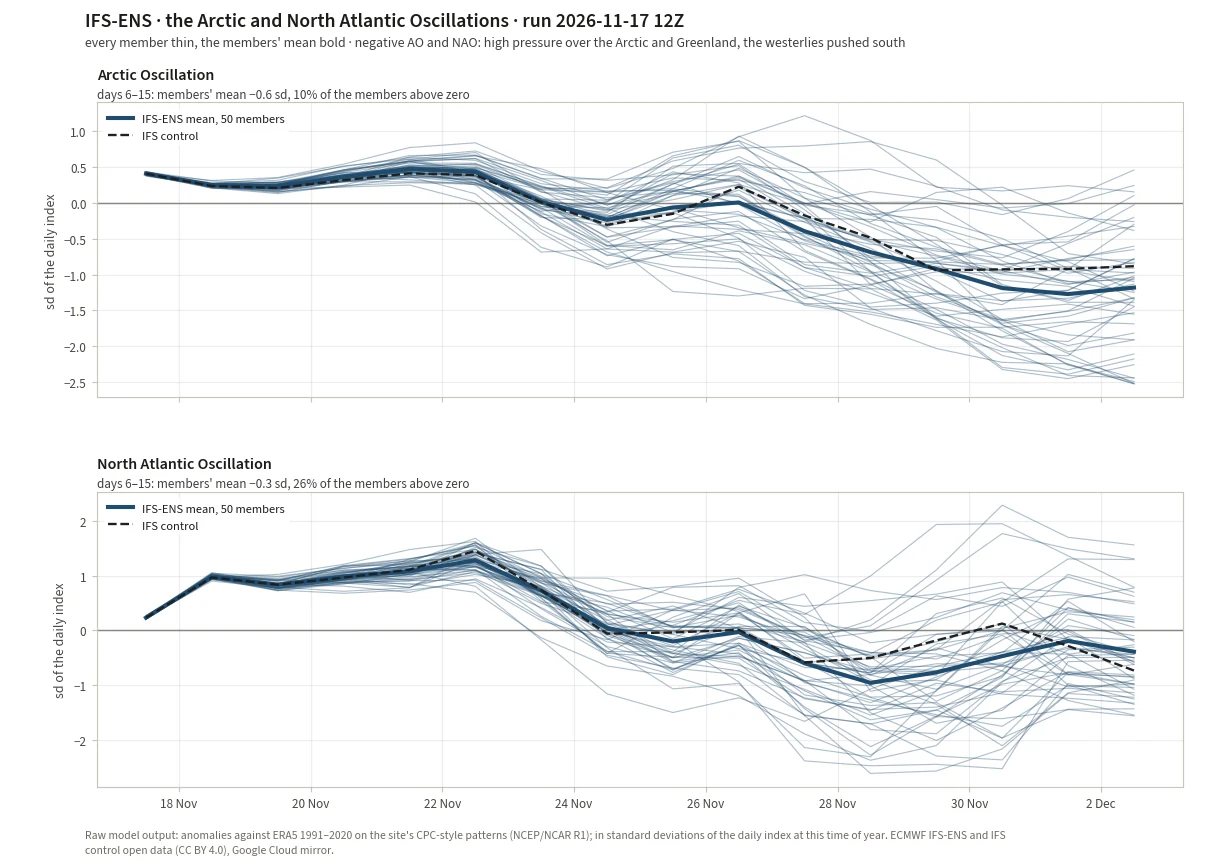 IFS-ENS · the Arctic and North Atlantic Oscillations · run 2026-11-17 12Z
every member thin, the members' mean bold · negative AO and NAO: high pressure over the Arctic and Greenland, the westerlies pushed south
Arctic Oscillation
days 6–15: members' mean −0.6 sd, 10% of the members above zero
IFS-ENS mean, 50 members
IFS control
1.0
0.5
0.0
−0.5
−1.0
−1.5
−2.0
−2.5
sd of the daily index
North Atlantic Oscillation
days 6–15: members' mean −0.3 sd, 26% of the members above zero
IFS-ENS mean, 50 members
IFS control
2
1
0
−1
−2
sd of the daily index
18 Nov
20 Nov
22 Nov
24 Nov
26 Nov
28 Nov
30 Nov
2 Dec
Raw model output: anomalies against ERA5 1991–2020 on the site's CPC-style patterns (NCEP/NCAR R1); in standard deviations of the daily index at this time of year. ECMWF IFS-ENS and IFS
control open data (CC BY 4.0), Google Cloud mirror.